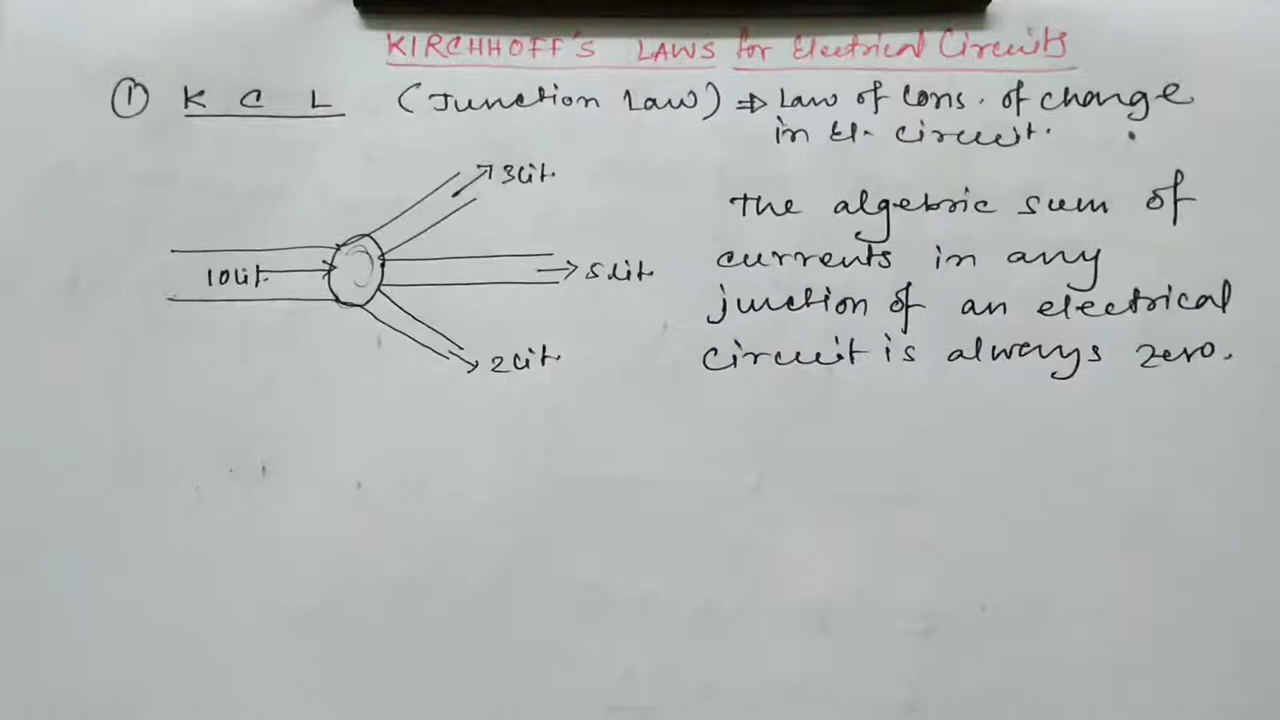 KIRCHHOFF's LAWS for Electrical Circuits
① K C L (Junction Law) ⇒ Law of Cons. of change
in El. circuit.
3lit.
10lit.
5lit.
2lit.
The algebric sum of
currents in any
junction of an electrical
circuit is always zero.